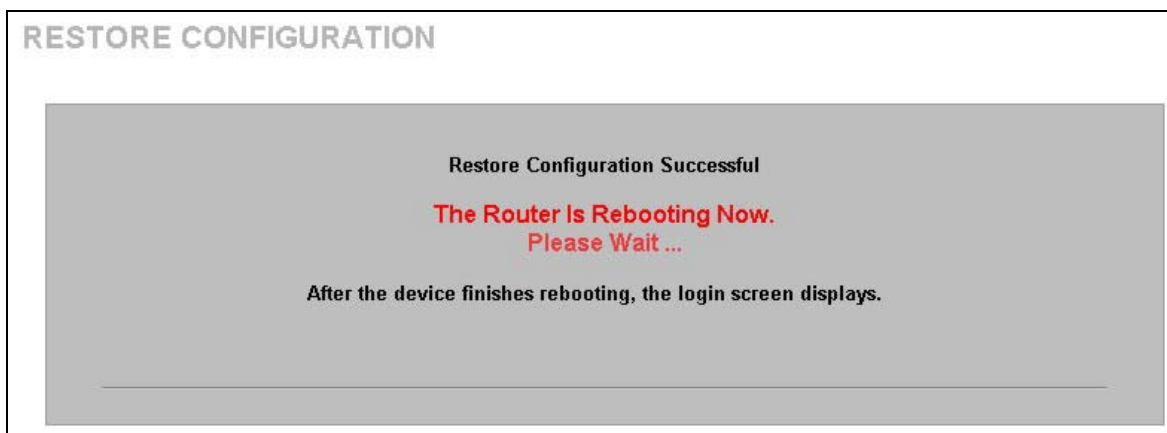 RESTORE CONFIGURATION
Restore Configuration Successful
The Router Is Rebooting Now.
Please Wait ...
After the device finishes rebooting, the login screen displays.